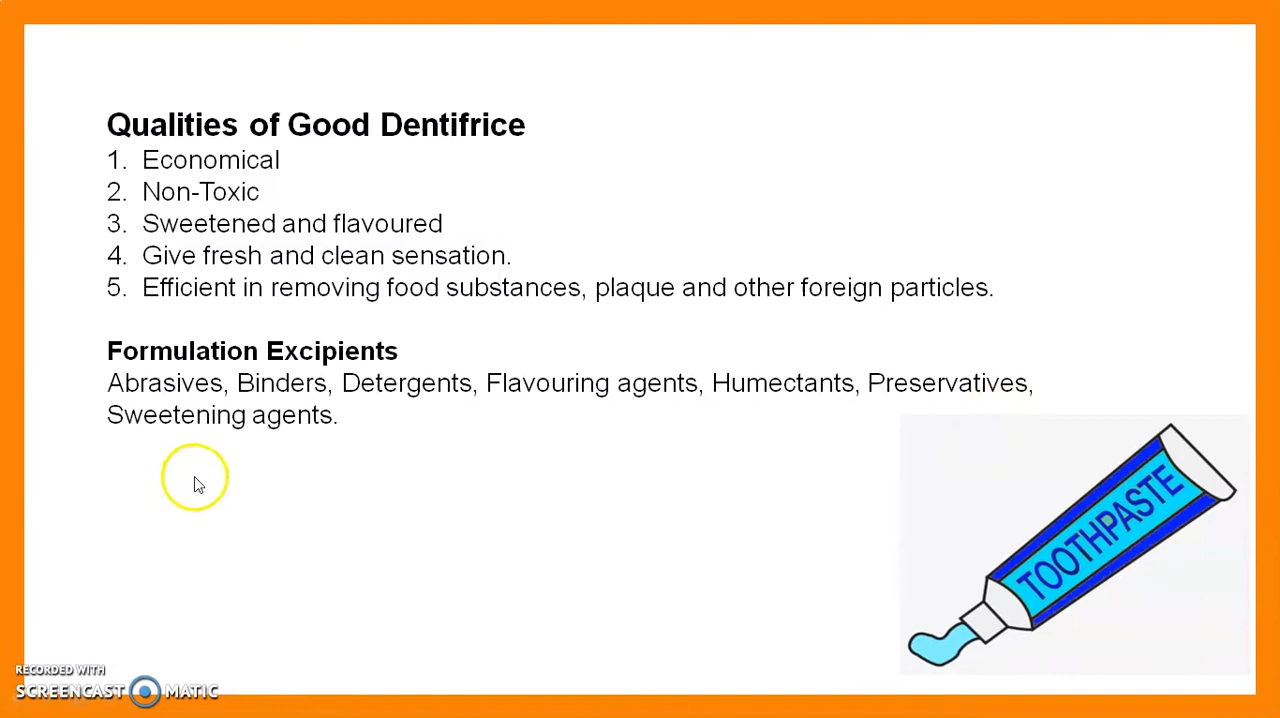 Qualities of Good Dentifrice
1. Economical
2. Non-Toxic
3. Sweetened and flavoured
4. Give fresh and clean sensation.
5. Efficient in removing food substances, plaque and other foreign particles.
Formulation Excipients
Abrasives, Binders, Detergents, Flavouring agents, Humectants, Preservatives,
Sweetening agents.
TOOTHPASTE
RECORDED WITH
SCREENCAST MATIC